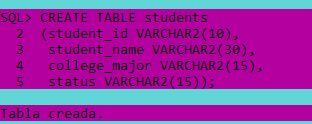 SQL> CREATE TABLE students
2 (student_id VARCHAR2(10),
3 student_name VARCHAR2(30),
4 college_major VARCHAR2(15),
5 status VARCHAR2(15));
Tabla creada.